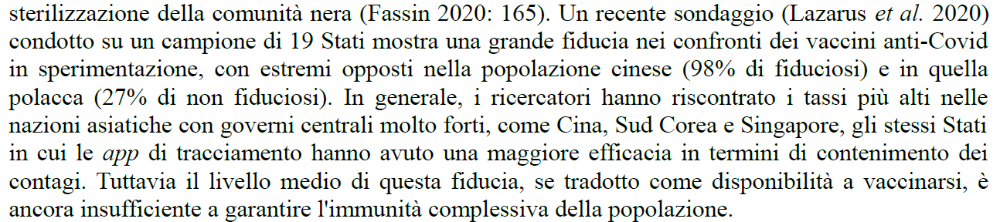 sterilizzazione della comunità nera (Fassin 2020: 165). Un recente sondaggio (Lazarus et al. 2020)
condotto su un campione di 19 Stati mostra una grande fiducia nei confronti dei vaccini anti-Covid
in sperimentazione, con estremi opposti nella popolazione cinese (98% di fiduciosi) e in quella
polacca (27% di non fiduciosi). In generale, i ricercatori hanno riscontrato i tassi più alti nelle
nazioni asiatiche con governi centrali molto forti, come Cina, Sud Corea e Singapore, gli stessi Stati
in cui le app di tracciamento hanno avuto una maggiore efficacia in termini di contenimento dei
contagi. Tuttavia il livello medio di questa fiducia, se tradotto come disponibilità a vaccinarsi, è
ancora insufficiente a garantire l'immunità complessiva della popolazione.